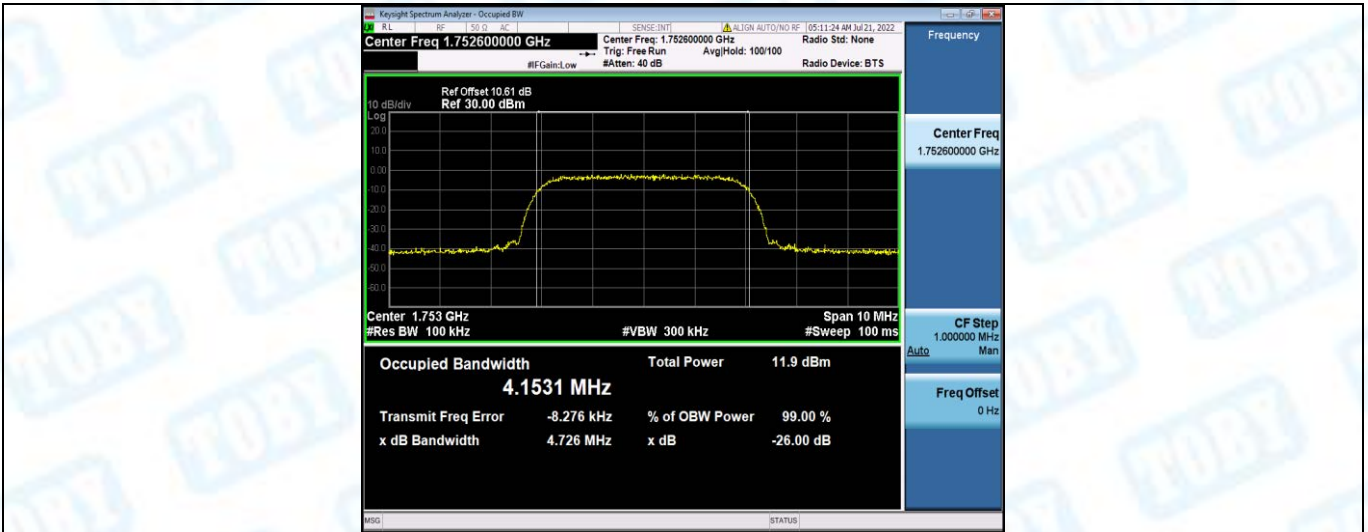 Keysight Spectrum Analyzer - Occupied BW
RL RF 50 Ω AC SENSE:INT ALIGN AUTO/NO RF 05:11:24 AM Jul 21, 2022
Center Freq 1.752600000 GHz Center Freq: 1.752600000 GHz Radio Std: None
Trig: Free Run Avg|Hold: 100/100
#IFGain:Low #Atten: 40 dB Radio Device: BTS
Ref Offset 10.61 dB
10 dB/div Ref 30.00 dBm
Log
20.0
10.0
0.00
-10.0
-20.0
-30.0
-40.0
-50.0
-60.0
Center 1.753 GHz Span 10 MHz
#Res BW 100 kHz #VBW 300 kHz #Sweep 100 ms
Occupied Bandwidth Total Power 11.9 dBm
4.1531 MHz
Transmit Freq Error -8.276 kHz % of OBW Power 99.00 %
x dB Bandwidth 4.726 MHz x dB -26.00 dB
MSG STATUS
Frequency
Center Freq
1.752600000 GHz
CF Step
1.000000 MHz
Auto Man
Freq Offset
0 Hz
TOBY
TOBY
TOBY
TOBY
TOBY
TOBY
TOBY
TOBY